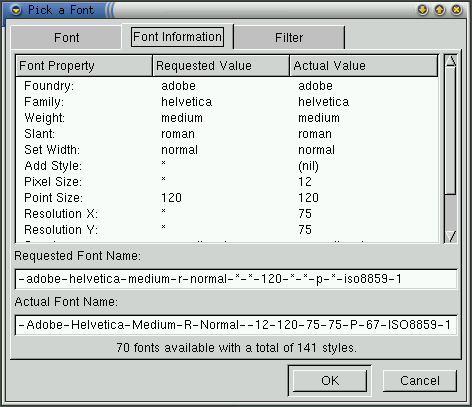 Pick a Font
Font Font Information Filter
Font Property Requested Value Actual Value
Foundry: adobe adobe
Family: helvetica helvetica
Weight: medium medium
Slant: roman roman
Set Width: normal normal
Add Style: * (nil)
Pixel Size: * 12
Point Size: 120 120
Resolution X: * 75
Resolution Y: * 75
Requested Font Name:
-adobe-helvetica-medium-r-normal-*-*-120-*-*-p-*-iso8859-1
Actual Font Name:
-Adobe-Helvetica-Medium-R-Normal--12-120-75-75-P-67-ISO8859-1
70 fonts available with a total of 141 styles.
OK Cancel